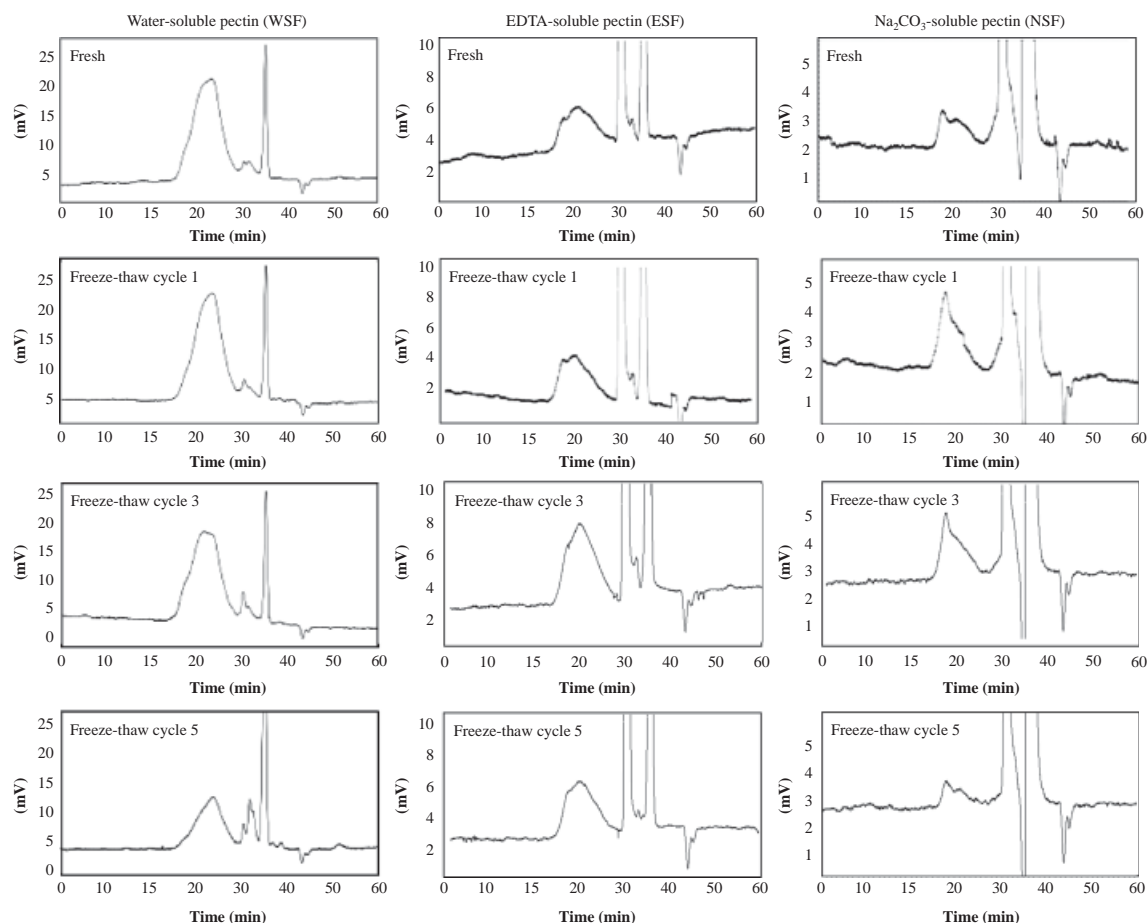 Water-soluble pectin (WSF)
EDTA-soluble pectin (ESF)
Na₂CO₃-soluble pectin (NSF)
Fresh
25
20
15
10
5
(mV)
0 10 20 30 40 50 60
Time (min)
Fresh
10
8
6
4
2
(mV)
0 10 20 30 40 50 60
Time (min)
Fresh
5
4
3
2
1
(mV)
0 10 20 30 40 50 60
Time (min)
Freeze-thaw cycle 1
25
20
15
10
5
0
(mV)
0 10 20 30 40 50 60
Time (min)
Freeze-thaw cycle 1
10
8
6
4
2
(mV)
0 10 20 30 40 50 60
Time (min)
Freeze-thaw cycle 1
5
4
3
2
1
(mV)
0 10 20 30 40 50 60
Time (min)
Freeze-thaw cycle 3
25
20
15
10
5
0
(mV)
0 10 20 30 40 50 60
Time (min)
Freeze-thaw cycle 3
10
8
6
4
2
(mV)
0 10 20 30 40 50 60
Time (min)
Freeze-thaw cycle 3
5
4
3
2
1
(mV)
0 10 20 30 40 50 60
Time (min)
Freeze-thaw cycle 5
25
20
15
10
5
0
(mV)
0 10 20 30 40 50 60
Time (min)
Freeze-thaw cycle 5
10
8
6
4
2
(mV)
0 10 20 30 40 50 60
Time (min)
Freeze-thaw cycle 5
5
4
3
2
1
(mV)
0 10 20 30 40 50 60
Time (min)